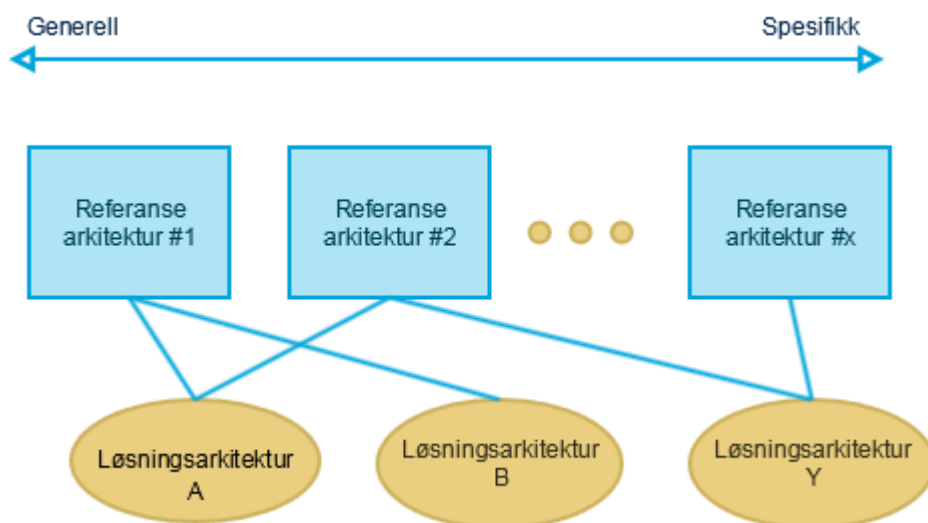 Generell
Spesifikk
Referanse
arkitektur #1
Referanse
arkitektur #2
Referanse
arkitektur #x
Løsningsarkitektur
A
Løsningsarkitektur
B
Løsningsarkitektur
Y